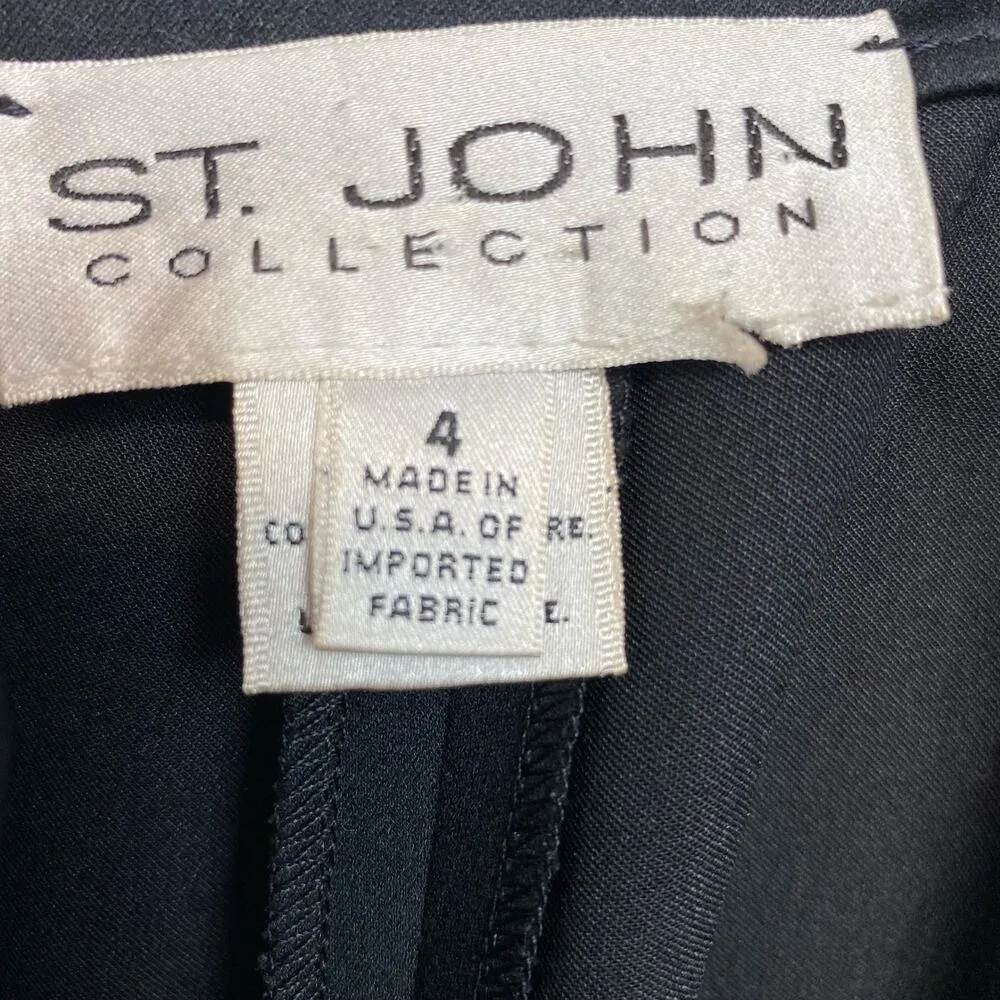 ST. JOHN
COLLECTION
4
MADE IN
U.S.A. OF
IMPORTED
FABRIC